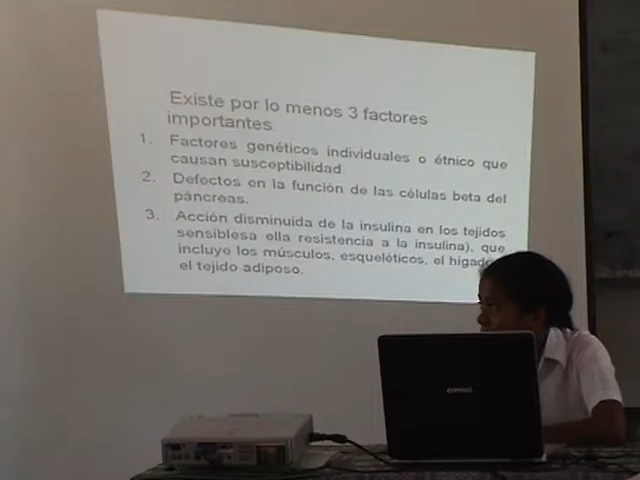 Existe por lo menos 3 factores
importantes
1. Factores genéticos individuales o étnico que
causan susceptibilidad
2. Defectos en la función de las células beta del
páncreas.
3. Acción disminuida de la insulina en los tejidos
sensiblesa ella resistencia a la insulina), que
incluye los músculos, esqueléticos, el higado
el tejido adiposo.
COMPAQ